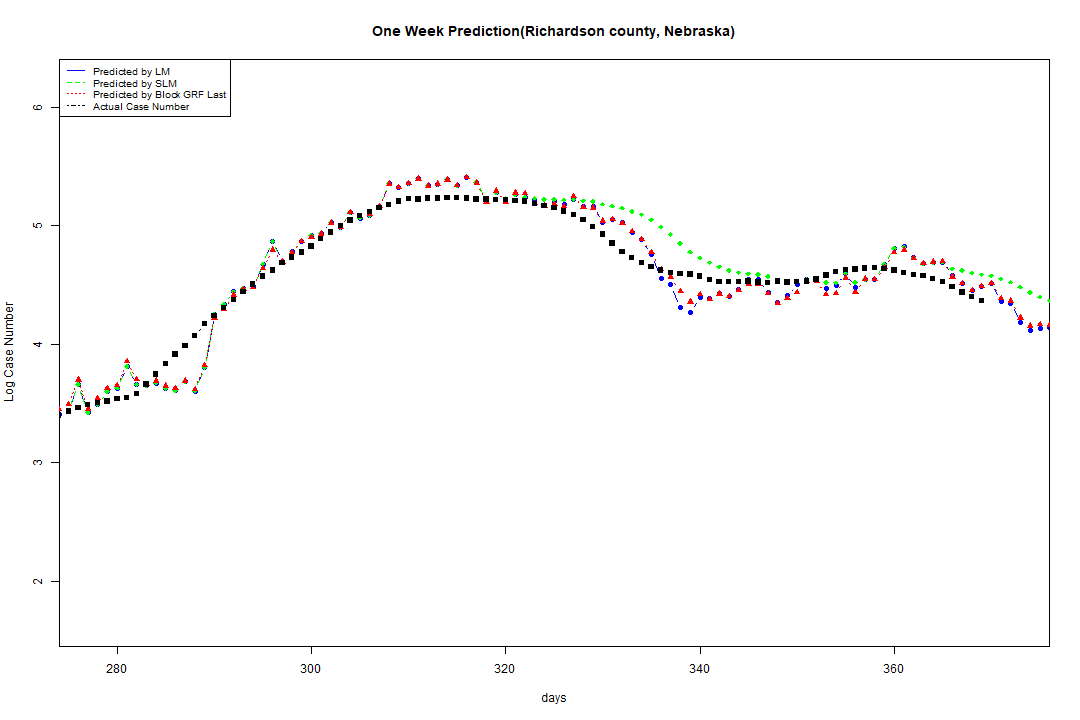 One Week Prediction(Richardson county, Nebraska)
Predicted by LM
Predicted by SLM
Predicted by Block GRF Last
Actual Case Number
6
5
4
3
2
Log Case Number
280
300
320
340
360
days